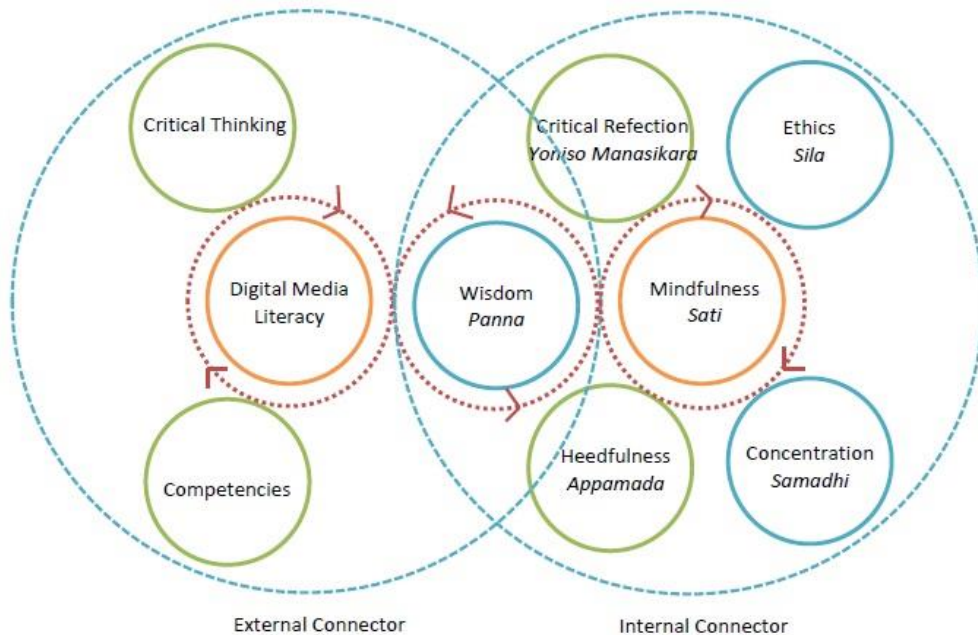 Critical Thinking
Critical Refection
Yoniso Manasikara
Ethics
Sila
Digital Media
Literacy
Wisdom
Panna
Mindfulness
Sati
Competencies
Heedfulness
Appamada
Concentration
Samadhi
External Connector
Internal Connector